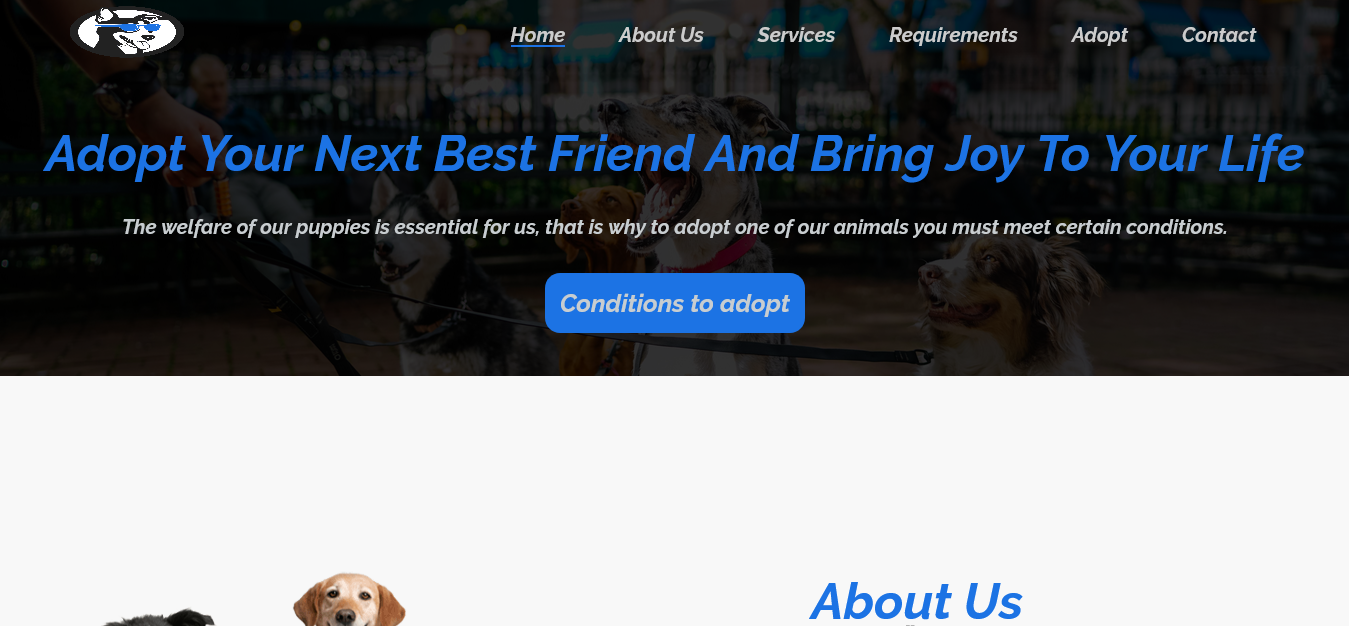 Home About Us Services Requirements Adopt Contact
Adopt Your Next Best Friend And Bring Joy To Your Life
The welfare of our puppies is essential for us, that is why to adopt one of our animals you must meet certain conditions.
Conditions to adopt
About Us